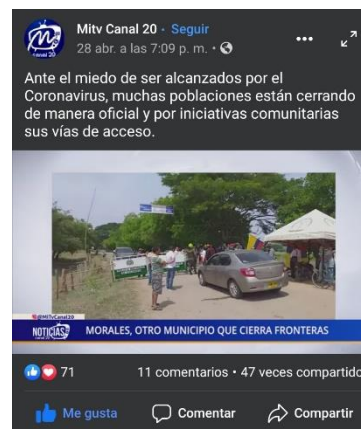 Mitv Canal 20 · Seguir
28 abr. a las 7:09 p. m. ·
Ante el miedo de ser alcanzados por el
Coronavirus, muchas poblaciones están cerrando
de manera oficial y por iniciativas comunitarias
sus vías de acceso.
@MiTvCanal20
NOTICIAS
MORALES, OTRO MUNICIPIO QUE CIERRA FRONTERAS
71
11 comentarios • 47 veces compartido
Me gusta
Comentar
Compartir